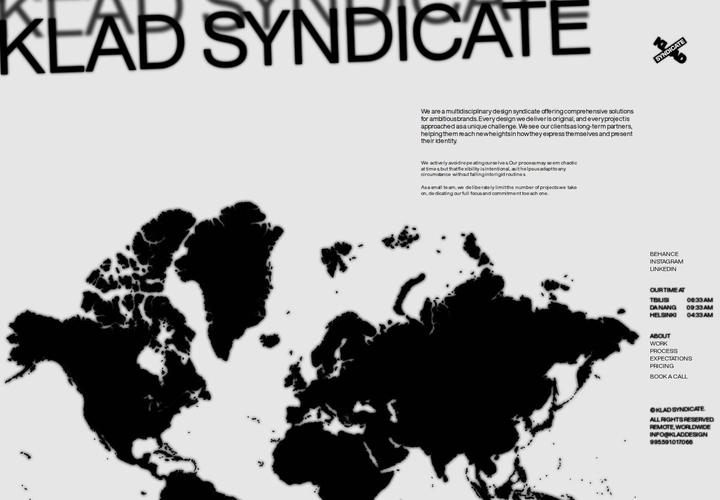 KLAD SYNDICATE
KLAD SYNDICATE
SYNDICATE
We are a multidisciplinary design syndicate offering comprehensive solutions
for ambitious brands. Every design we deliver is original, and every project is
approached as a unique challenge. We see our clients as long-term partners,
helping them reach new heights in how they express themselves and present
their identity.
We actively avoid repeating ourselves. Our process may seem chaotic
at times, but that flexibility is intentional, as it helps us adapt to any
circumstance without falling into rigid routines.
As a small team, we deliberately limit the number of projects we take
on, dedicating our full focus and commitment to each one.
BEHANCE
INSTAGRAM
LINKEDIN
OUR TIME AT
TBILISI 06:33 AM
DA NANG 09:33 AM
HELSINKI 04:33 AM
ABOUT
WORK
PROCESS
EXPECTATIONS
PRICING
BOOK A CALL
© KLAD SYNDICATE.
ALL RIGHTS RESERVED.
REMOTE, WORLDWIDE
INFO@KLAD.DESIGN